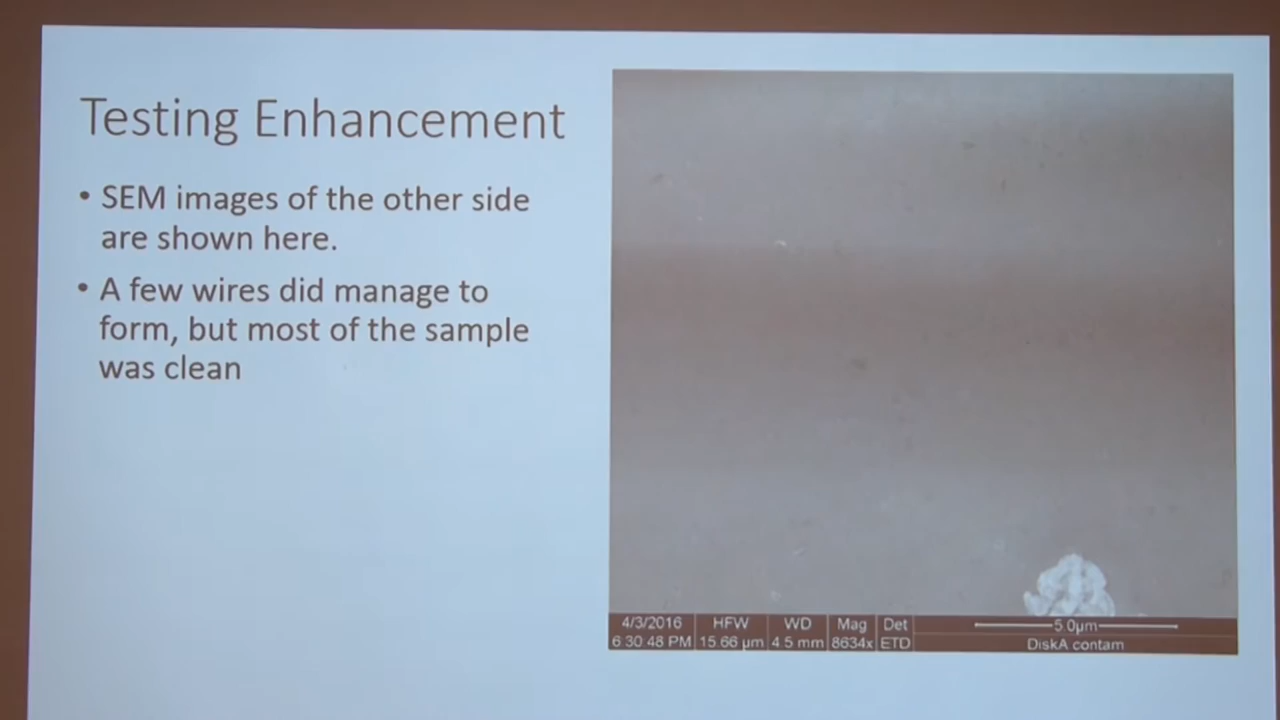 Testing Enhancement
• SEM images of the other side
are shown here.
• A few wires did manage to
form, but most of the sample
was clean
4/3/2016 HFW WD Mag Det 5.0µm
6:30:48 PM 15.66 µm 4.5 mm 8634x ETD DiskA contam